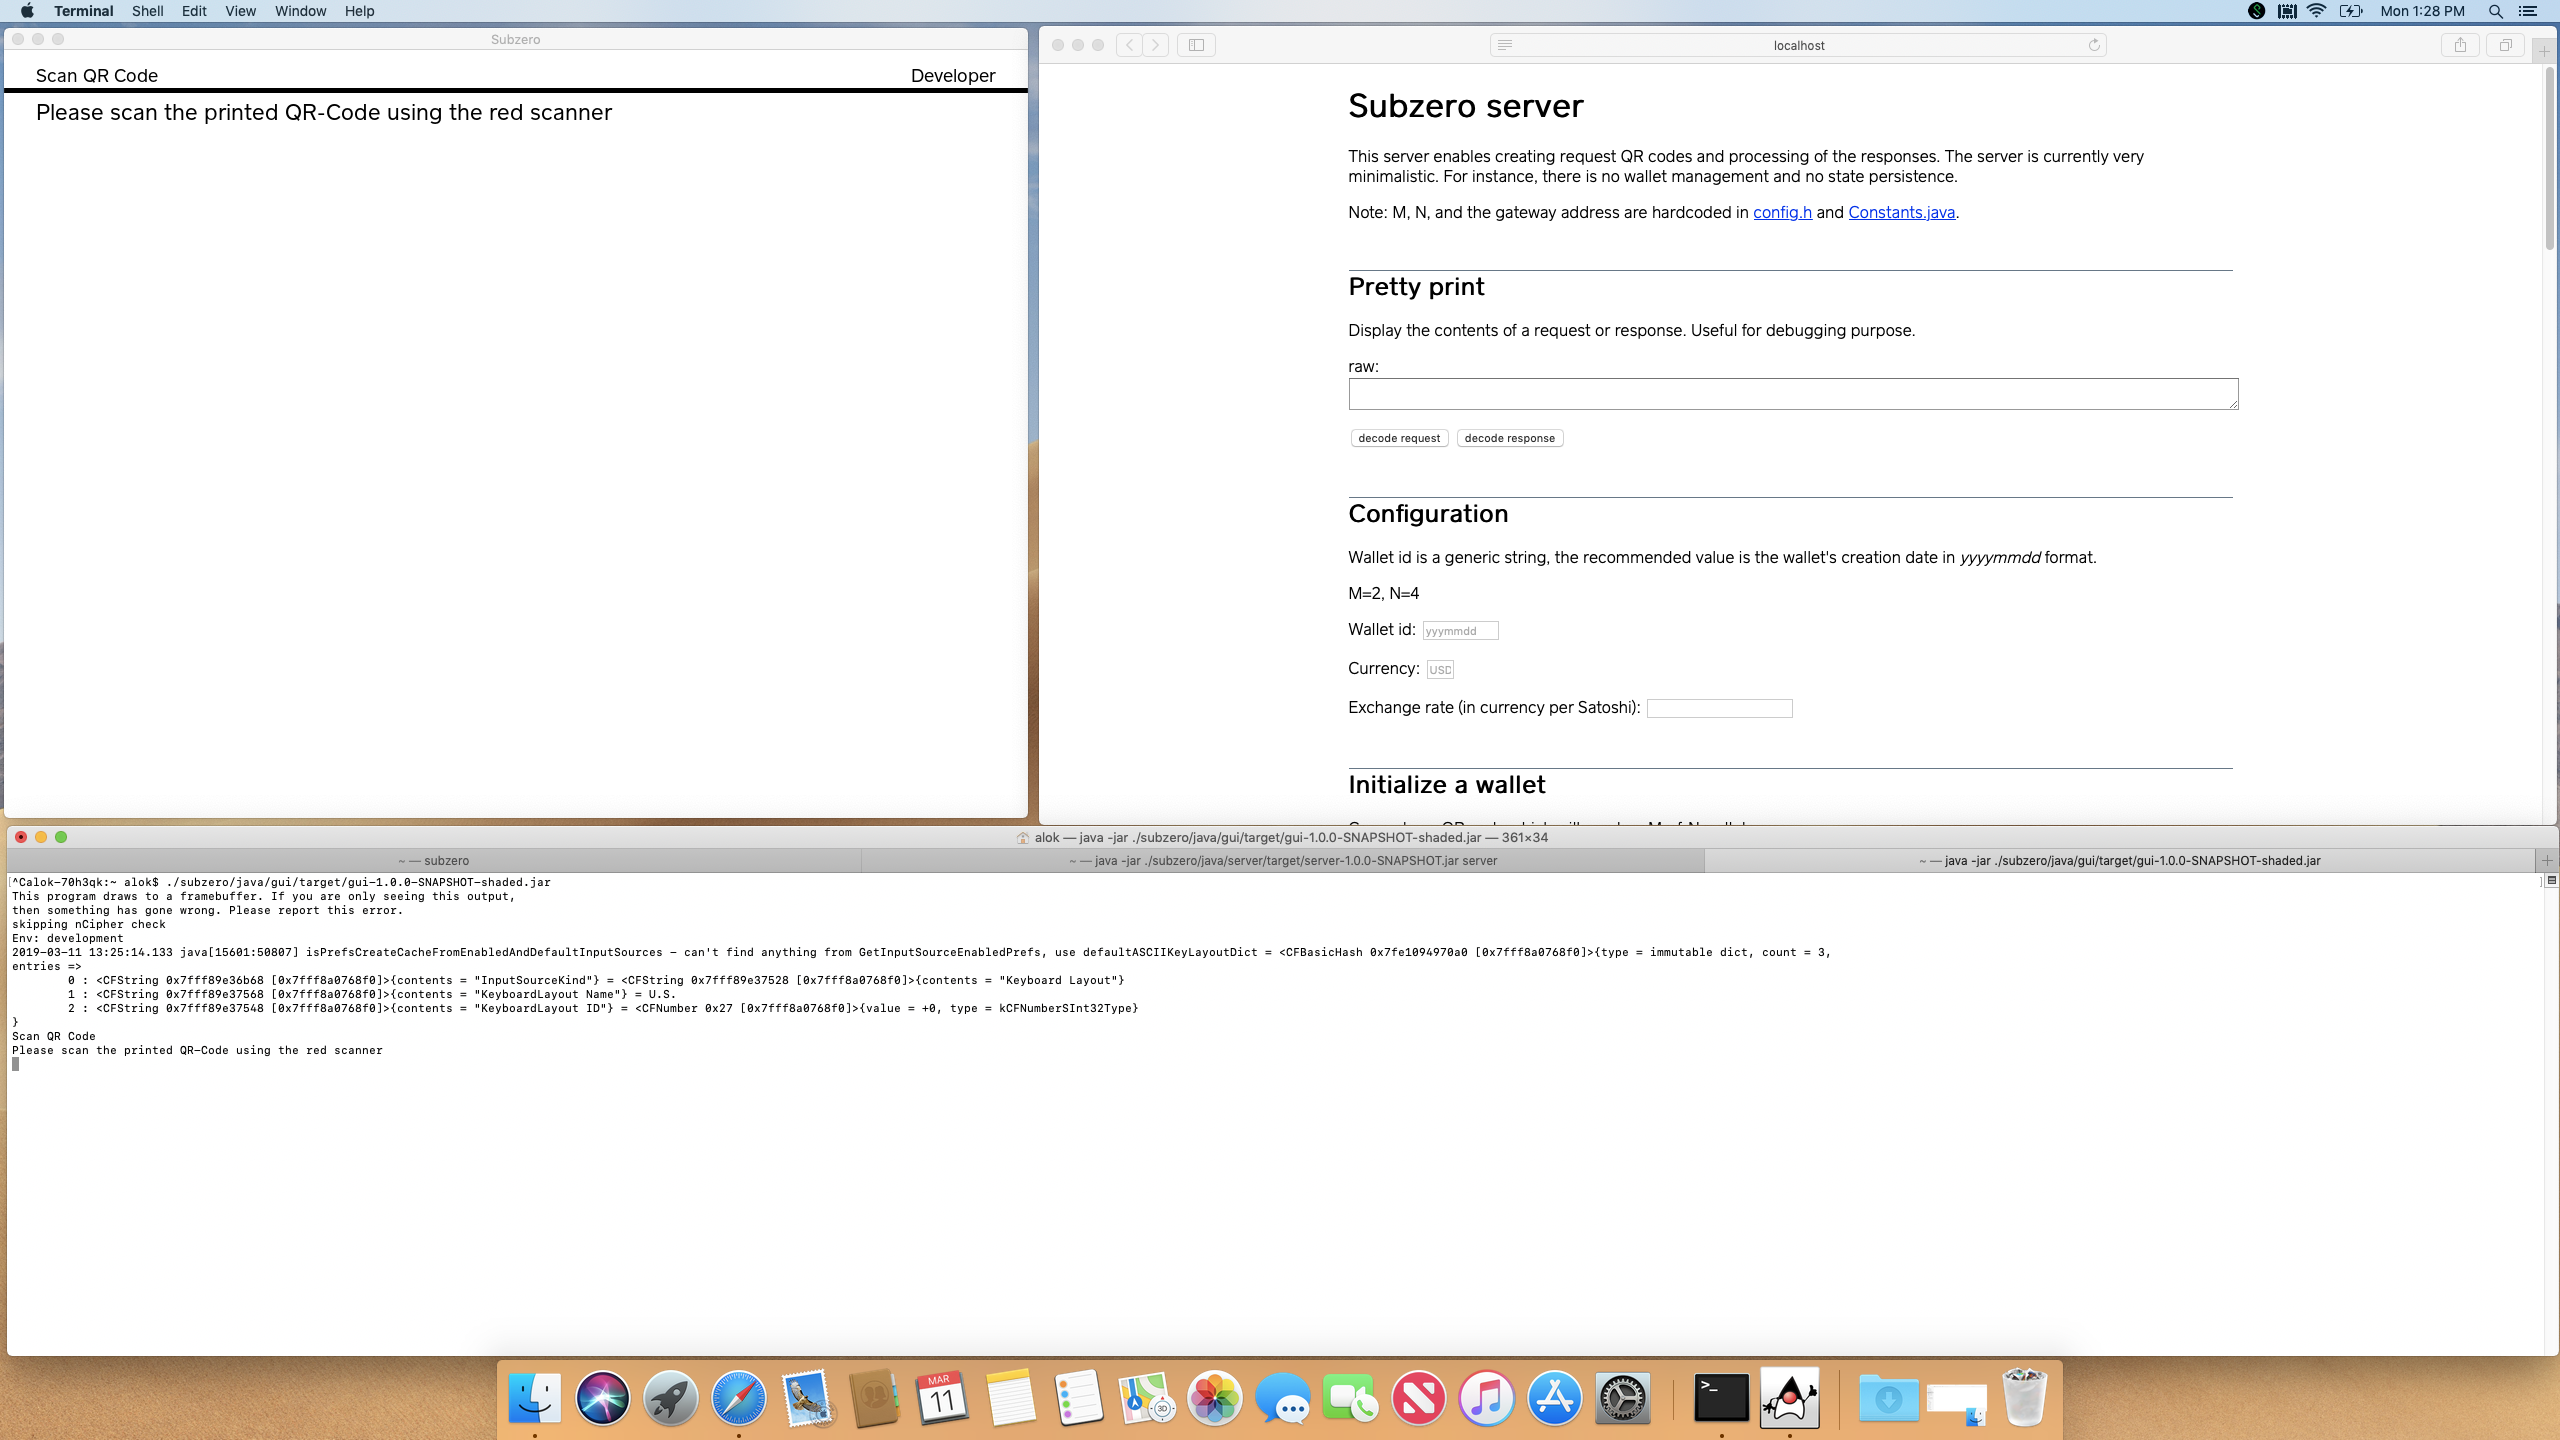 Terminal Shell Edit View Window Help
Mon 1:28 PM
Subzero
Scan QR Code
Developer
Please scan the printed QR-Code using the red scanner
localhost
Subzero server
This server enables creating request QR codes and processing of the responses. The server is currently very
minimalistic. For instance, there is no wallet management and no state persistence.
Note: M, N, and the gateway address are hardcoded in config.h and Constants.java.
Pretty print
Display the contents of a request or response. Useful for debugging purpose.
raw:
decode request decode response
Configuration
Wallet id is a generic string, the recommended value is the wallet's creation date in yyyymmdd format.
M=2, N=4
Wallet id: yyymmdd
Currency: USD
Exchange rate (in currency per Satoshi):
Initialize a wallet
alok — java -jar ./subzero/java/gui/target/gui-1.0.0-SNAPSHOT-shaded.jar — 361×34
~ — subzero
~ — java -jar ./subzero/java/server/target/server-1.0.0-SNAPSHOT.jar server
~ — java -jar ./subzero/java/gui/target/gui-1.0.0-SNAPSHOT-shaded.jar
[^Calok-70h3qk:~ alok$ ./subzero/java/gui/target/gui-1.0.0-SNAPSHOT-shaded.jar ]
This program draws to a framebuffer. If you are only seeing this output,
then something has gone wrong. Please report this error.
skipping nCipher check
Env: development
2019-03-11 13:25:14.133 java[15601:50807] isPrefsCreateCacheFromEnabledAndDefaultInputSources - can't find anything from GetInputSourceEnabledPrefs, use defaultASCIIKeyLayoutDict = <CFBasicHash 0x7fe1094970a0 [0x7fff8a0768f0]>{type = immutable dict, count = 3,
entries =>
0 : <CFString 0x7fff89e36b68 [0x7fff8a0768f0]>{contents = "InputSourceKind"} = <CFString 0x7fff89e37528 [0x7fff8a0768f0]>{contents = "Keyboard Layout"}
1 : <CFString 0x7fff89e37568 [0x7fff8a0768f0]>{contents = "KeyboardLayout Name"} = U.S.
2 : <CFString 0x7fff89e37548 [0x7fff8a0768f0]>{contents = "KeyboardLayout ID"} = <CFNumber 0x27 [0x7fff8a0768f0]>{value = +0, type = kCFNumberSInt32Type}
}
Scan QR Code
Please scan the printed QR-Code using the red scanner
MAR
11
3D
>_